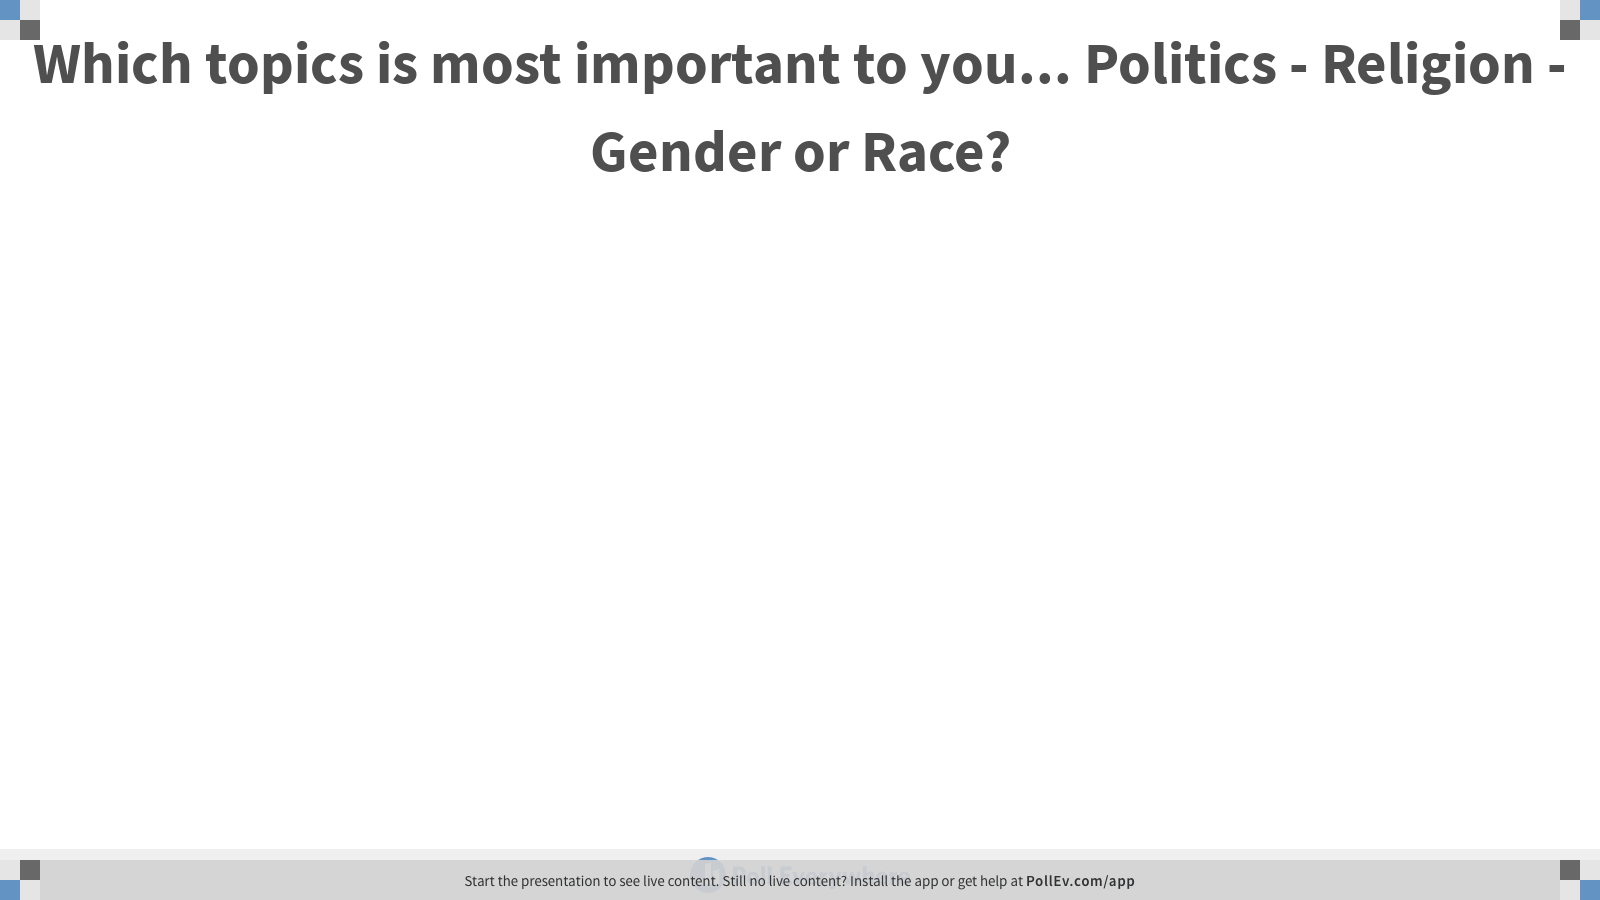 Which topics is most important to you... Politics - Religion -
Gender or Race?
Start the presentation to see live content. Still no live content? Install the app or get help at PollEv.com/app